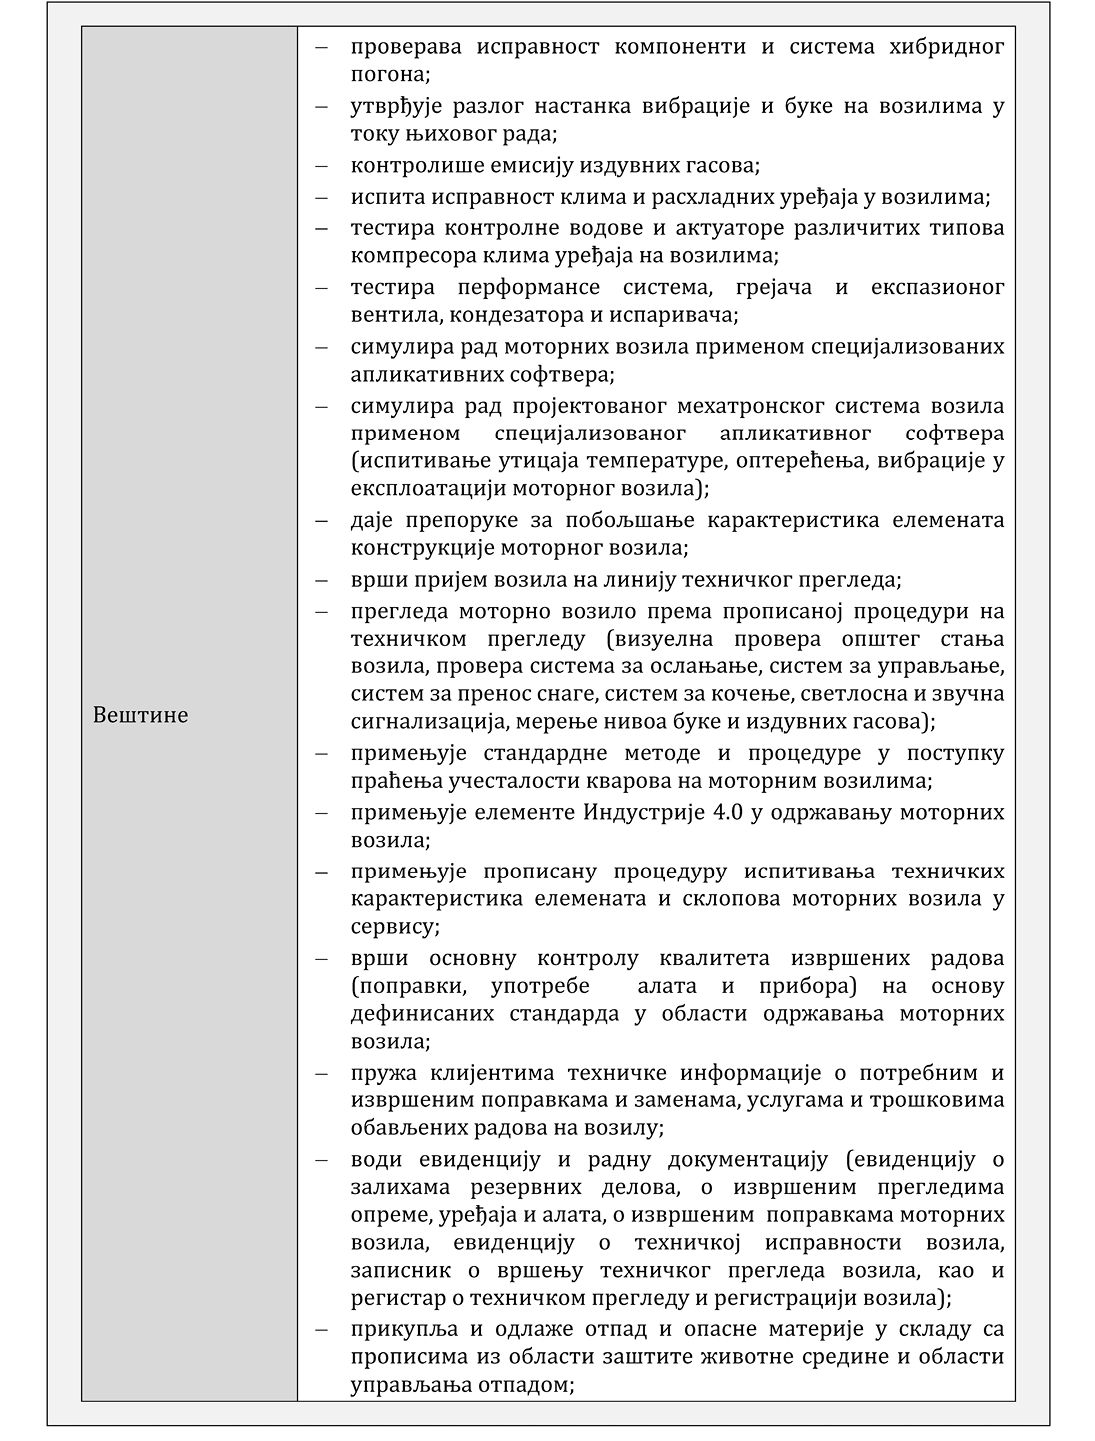 – проверава исправност компоненти и система хибридног
погона;
– утврђује разлог настанка вибрације и буке на возилима у
току њиховог рада;
– контролише емисију издувних гасова;
– испита исправност клима и расхладних уређаја у возилима;
– тестира контролне водове и актуаторе различитих типова
компресора клима уређаја на возилима;
– тестира перформансе система, грејача и експазионог
вентила, кондезатора и испаривача;
– симулира рад моторних возила применом специјализованих
апликативних софтвера;
– симулира рад пројектованог мехатронског система возила
применом специјализованог апликативног софтвера
(испитивање утицаја температуре, оптерећења, вибрације у
експлоатацији моторног возила);
– даје препоруке за побољшање карактеристика елемената
конструкције моторног возила;
– врши пријем возила на линију техничког прегледа;
– прегледа моторно возило према прописаној процедури на
техничком прегледу (визуелна провера општег стања
возила, провера система за ослањање, систем за управљање,
систем за пренос снаге, систем за кочење, светлосна и звучна
Вештине
сигнализација, мерење нивоа буке и издувних гасова);
– примењује стандардне методе и процедуре у поступку
праћења учесталости кварова на моторним возилима;
– примењује елементе Индустрије 4.0 у одржавању моторних
возила;
– примењује прописану процедуру испитивања техничких
карактеристика елемената и склопова моторних возила у
сервису;
– врши основну контролу квалитета извршених радова
(поправки, употребе алата и прибора) на основу
дефинисаних стандарда у области одржавања моторних
возила;
– пружа клијентима техничке информације о потребним и
извршеним поправкама и заменама, услугама и трошковима
обављених радова на возилу;
– води евиденцију и радну документацију (евиденцију о
залихама резервних делова, о извршеним прегледима
опреме, уређаја и алата, о извршеним поправкама моторних
возила, евиденцију о техничкој исправности возила,
записник о вршењу техничког прегледа возила, као и
регистар о техничком прегледу и регистрацији возила);
– прикупља и одлаже отпад и опасне материје у складу са
прописима из области заштите животне средине и области
управљања отпадом;